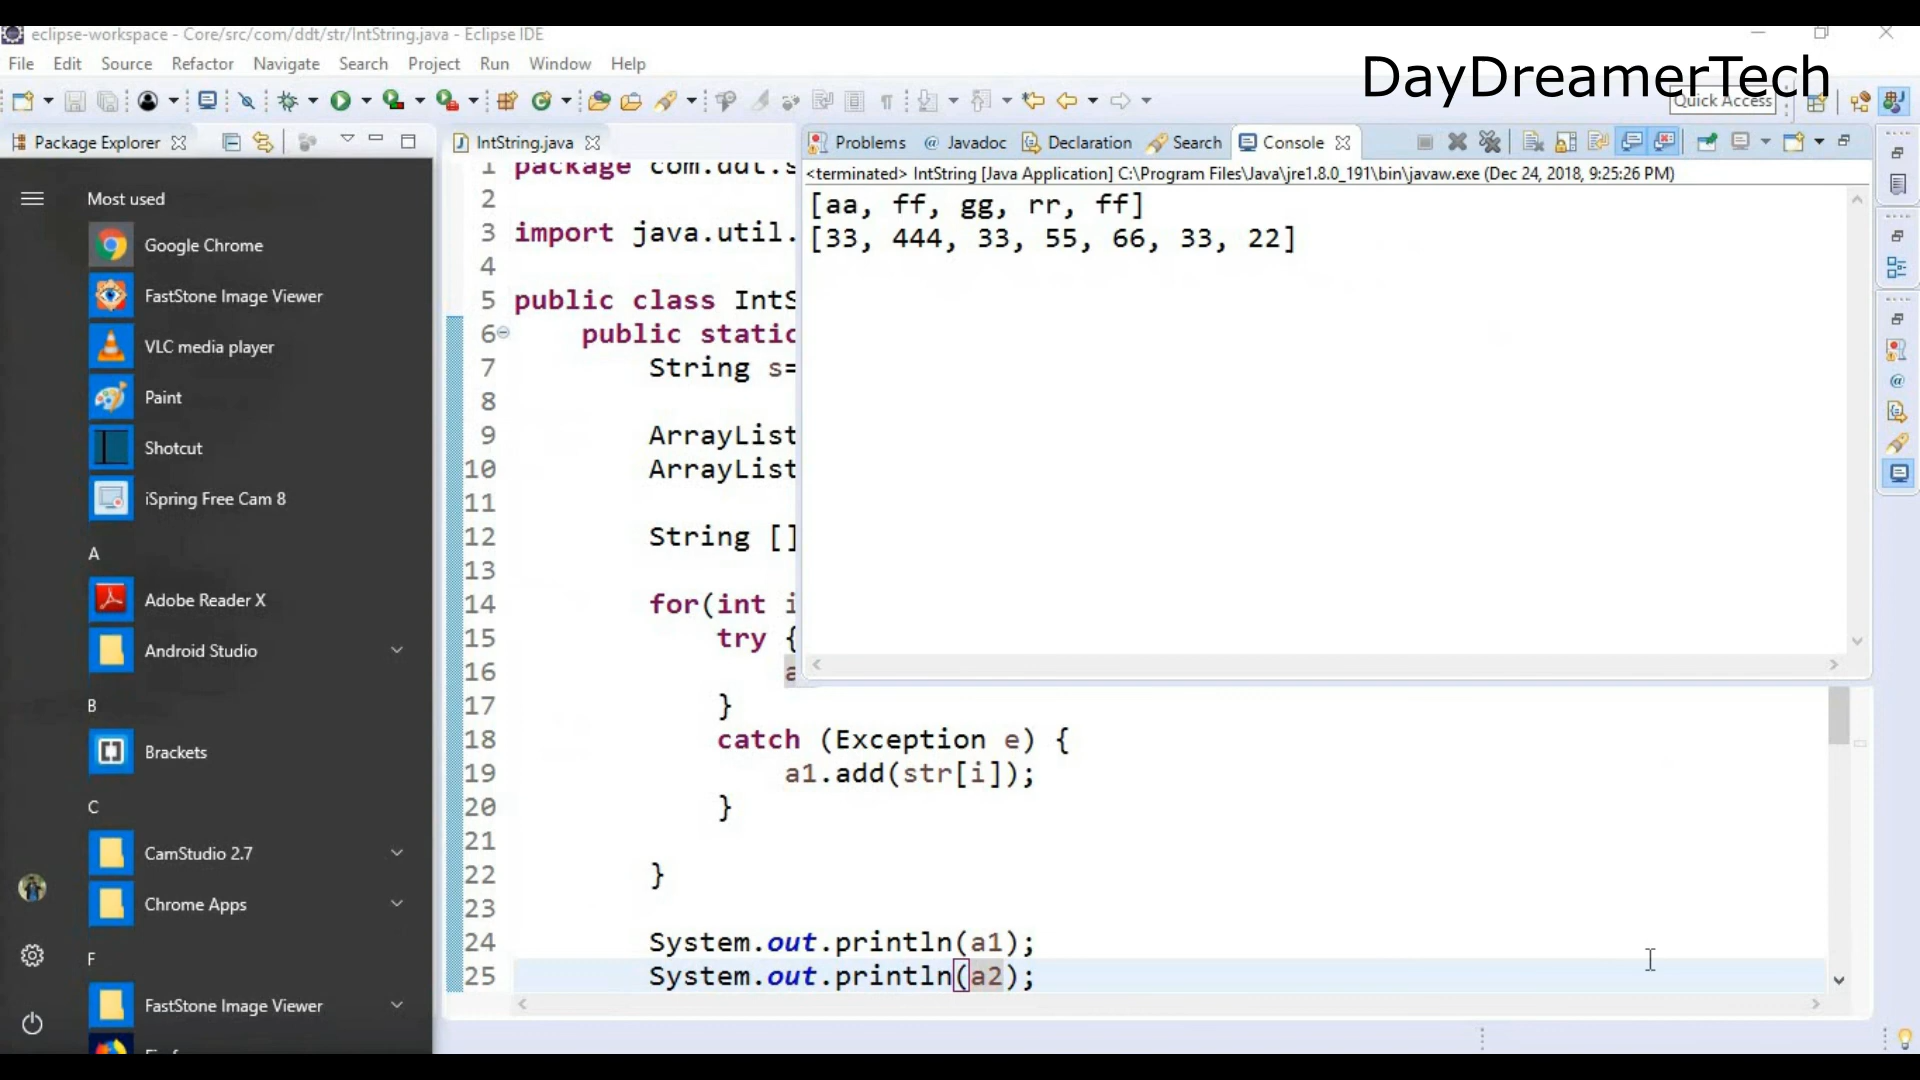 eclipse-workspace - Core/src/com/ddt/str/IntString.java - Eclipse IDE
File Edit Source Refactor Navigate Search Project Run Window Help
DayDreamerTech
Quick Access
Package Explorer
IntString.java
Problems @ Javadoc Declaration Search Console
<terminated> IntString [Java Application] C:\Program Files\Java\jre1.8.0_191\bin\javaw.exe (Dec 24, 2018, 9:25:26 PM)
[aa, ff, gg, rr, ff]
[33, 444, 33, 55, 66, 33, 22]
Most used
Google Chrome
FastStone Image Viewer
VLC media player
Paint
Shotcut
iSpring Free Cam 8
A
Adobe Reader X
Android Studio
B
Brackets
C
CamStudio 2.7
Chrome Apps
F
FastStone Image Viewer
1 package com.ddt.s
2
3 import java.util.
4
5 public class IntS
6 public static
7 String s=
8
9 ArrayList
10 ArrayList
11
12 String []
13
14 for(int i
15 try {
16 a
17 }
18 catch (Exception e) {
19 a1.add(str[i]);
20 }
21
22 }
23
24 System.out.println(a1);
25 System.out.println(a2);